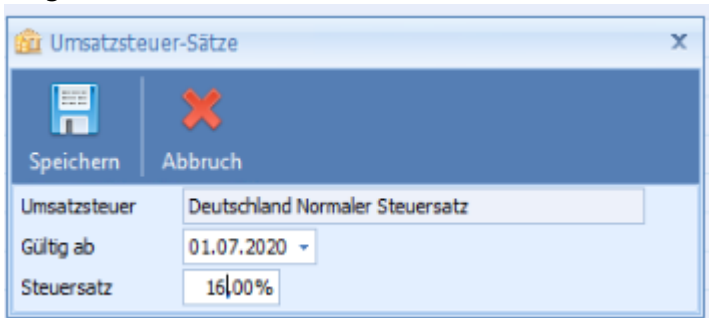 Umsatzsteuer-Sätze
Speichern Abbruch
Umsatzsteuer Deutschland Normaler Steuersatz
Gültig ab 01.07.2020
Steuersatz 16,00%